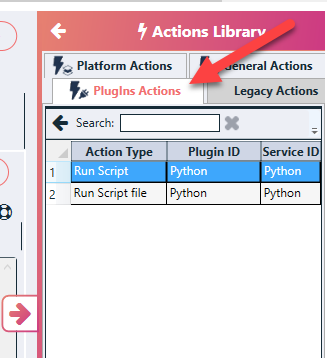 Actions Library
Platform Actions
General Actions
PlugIns Actions
Legacy Actions
Search:
Action Type Plugin ID Service ID
1 Run Script Python Python
2 Run Script file Python Python